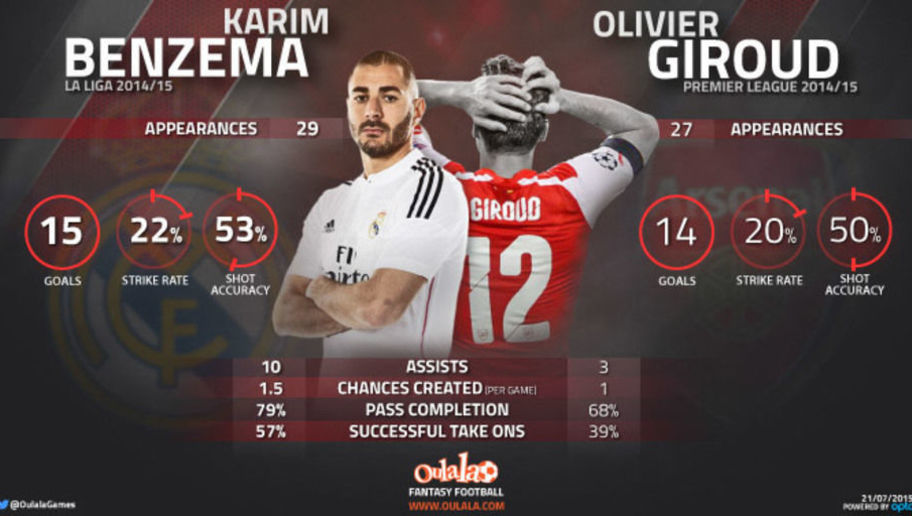 KARIM
BENZEMA
LA LIGA 2014/15
OLIVIER
GIROUD
PREMIER LEAGUE 2014/15
APPEARANCES 29
27 APPEARANCES
15
GOALS
22%
STRIKE RATE
53%
SHOT
ACCURACY
GIROUD
12
14
GOALS
20%
STRIKE RATE
50%
SHOT
ACCURACY
10 ASSISTS 3
1.5 CHANCES CREATED (PER GAME) 1
79% PASS COMPLETION 68%
57% SUCCESSFUL TAKE ONS 39%
Oulala
FANTASY FOOTBALL
WWW.OULALA.COM
@OulalaGames
21/07/2015
POWERED BY opta